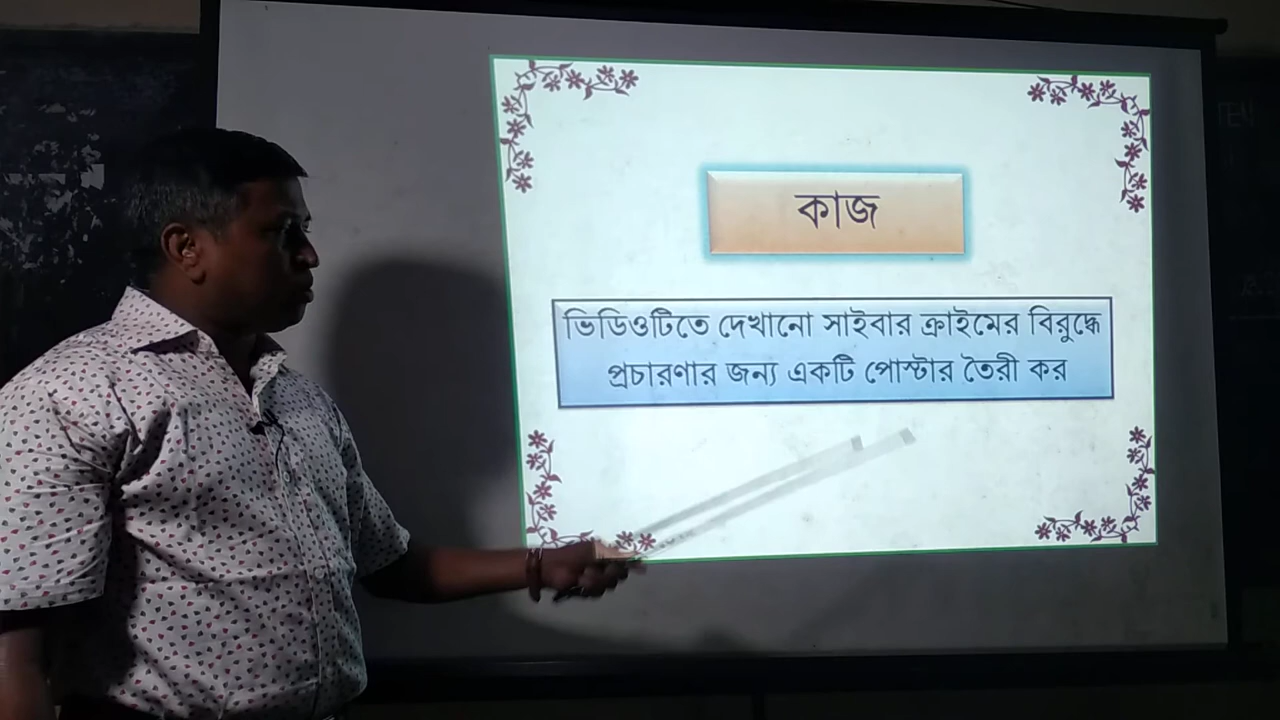 কাজ
ভিডিওটিতে দেখানো সাইবার ক্রাইমের বিরুদ্ধে
প্রচারণার জন্য একটি পোস্টার তৈরী কর